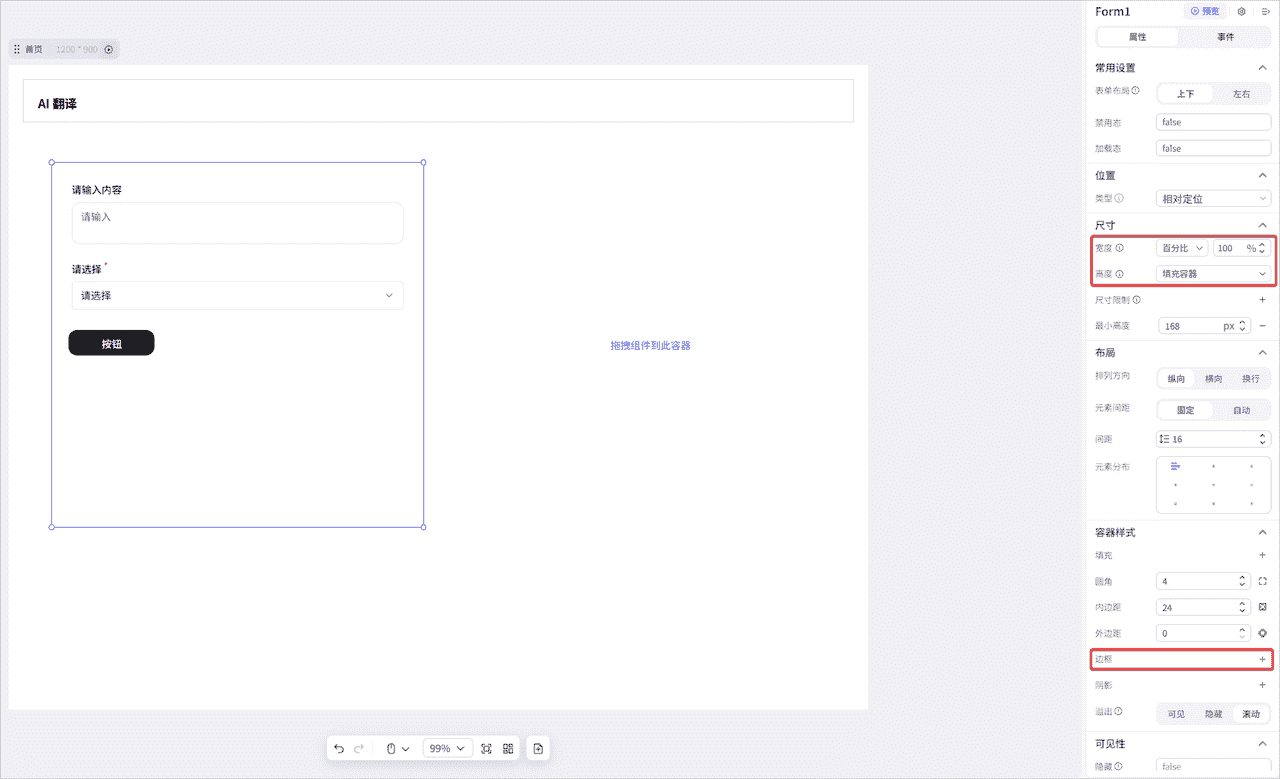 首页 1200 * 900
AI 翻译
请输入内容
请输入
请选择 *
请选择
按钮
拖拽组件到此容器
99%
Form1 预览
属性 事件
常用设置
表单布局 上下 左右
禁用态 false
加载态 false
位置
类型 相对定位
尺寸
宽度 百分比 100 %
高度 填充容器
尺寸限制
最小高度 168 px
布局
排列方向 纵向 横向 换行
元素间距 固定 自动
间距 16
元素分布
容器样式
填充
圆角 4
内边距 24
外边距 0
边框
阴影
溢出 可见 隐藏 滚动
可见性
隐藏 false